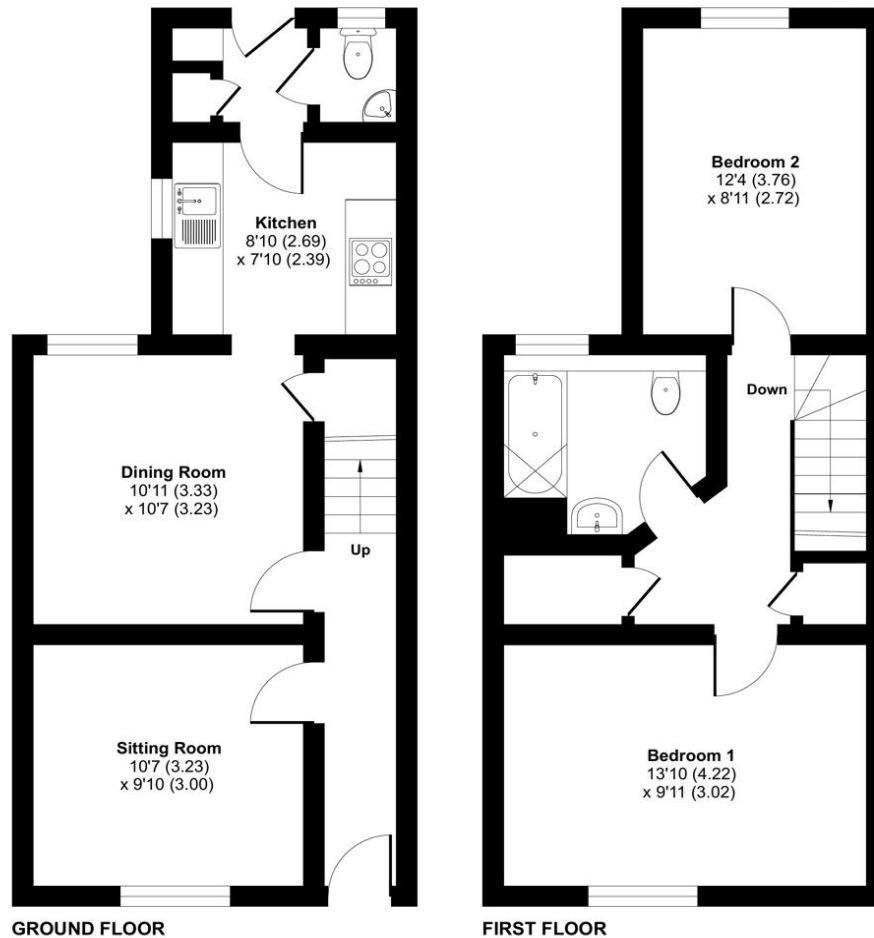 Kitchen
8'10 (2.69)
x 7'10 (2.39)
Dining Room
10'11 (3.33)
x 10'7 (3.23)
Up
Sitting Room
10'7 (3.23)
x 9'10 (3.00)
GROUND FLOOR
Bedroom 2
12'4 (3.76)
x 8'11 (2.72)
Down
Bedroom 1
13'10 (4.22)
x 9'11 (3.02)
FIRST FLOOR